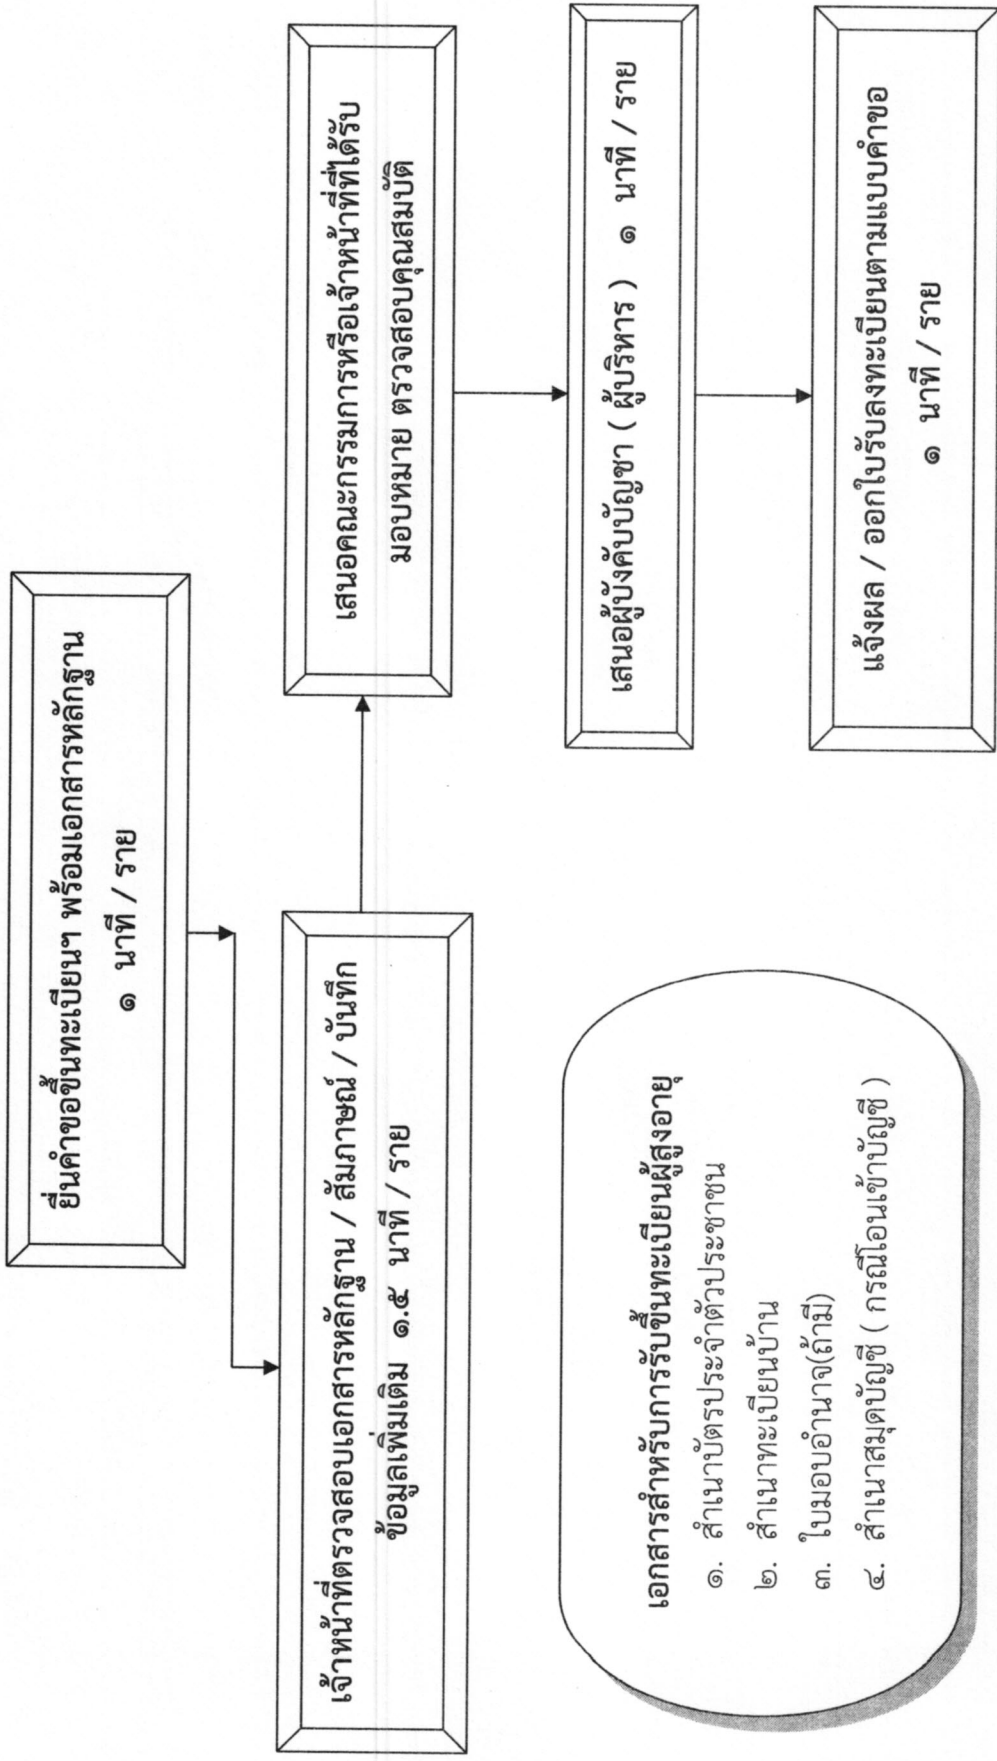 ยื่นคำขอขึ้นทะเบียนฯ พร้อมเอกสารหลักฐาน
๑ นาที / ราย
เจ้าหน้าที่ตรวจสอบเอกสารหลักฐาน / สัมภาษณ์ / บันทึก
ข้อมูลเพิ่มเติม ๑.๕ นาที / ราย
เสนอคณะกรรมการหรือเจ้าหน้าที่ที่ได้รับ
มอบหมาย ตรวจสอบคุณสมบัติ
เสนอผู้บังคับบัญชา ( ผู้บริหาร ) ๑ นาที / ราย
แจ้งผล / ออกใบรับลงทะเบียนตามแบบคำขอ
๑ นาที / ราย
เอกสารสำหรับการรับขึ้นทะเบียนผู้สูงอายุ
๑. สำเนาบัตรประจำตัวประชาชน
๒. สำเนาทะเบียนบ้าน
๓. ใบมอบอำนาจ(ถ้ามี)
๔. สำเนาสมุดบัญชี ( กรณีโอนเข้าบัญชี )